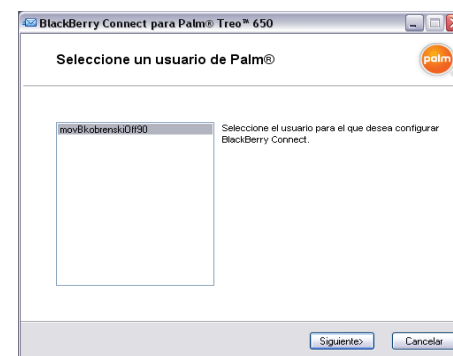 BlackBerry Connect para Palm® Treo™ 650
Seleccione un usuario de Palm®
palm
movBkobrenskiOff90
Seleccione el usuario para el que desea configurar
BlackBerry Connect.
Siguiente>
Cancelar